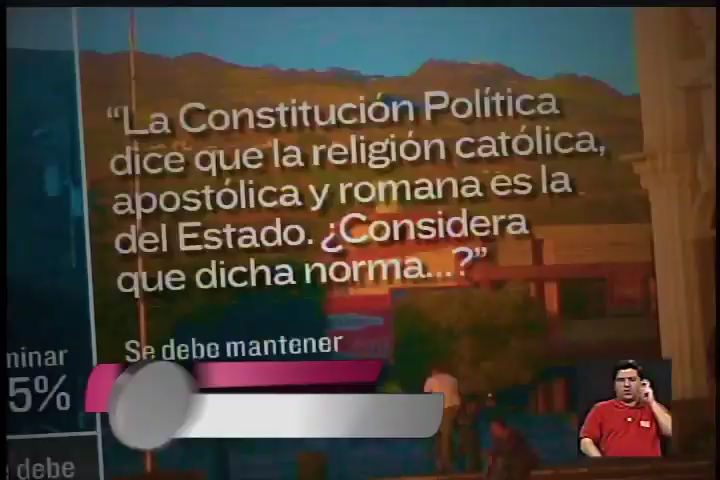 “La Constitución Política
dice que la religión católica,
apostólica y romana es la
del Estado. ¿Considera
que dicha norma...?”
Se debe mantener
minar
5%
debe